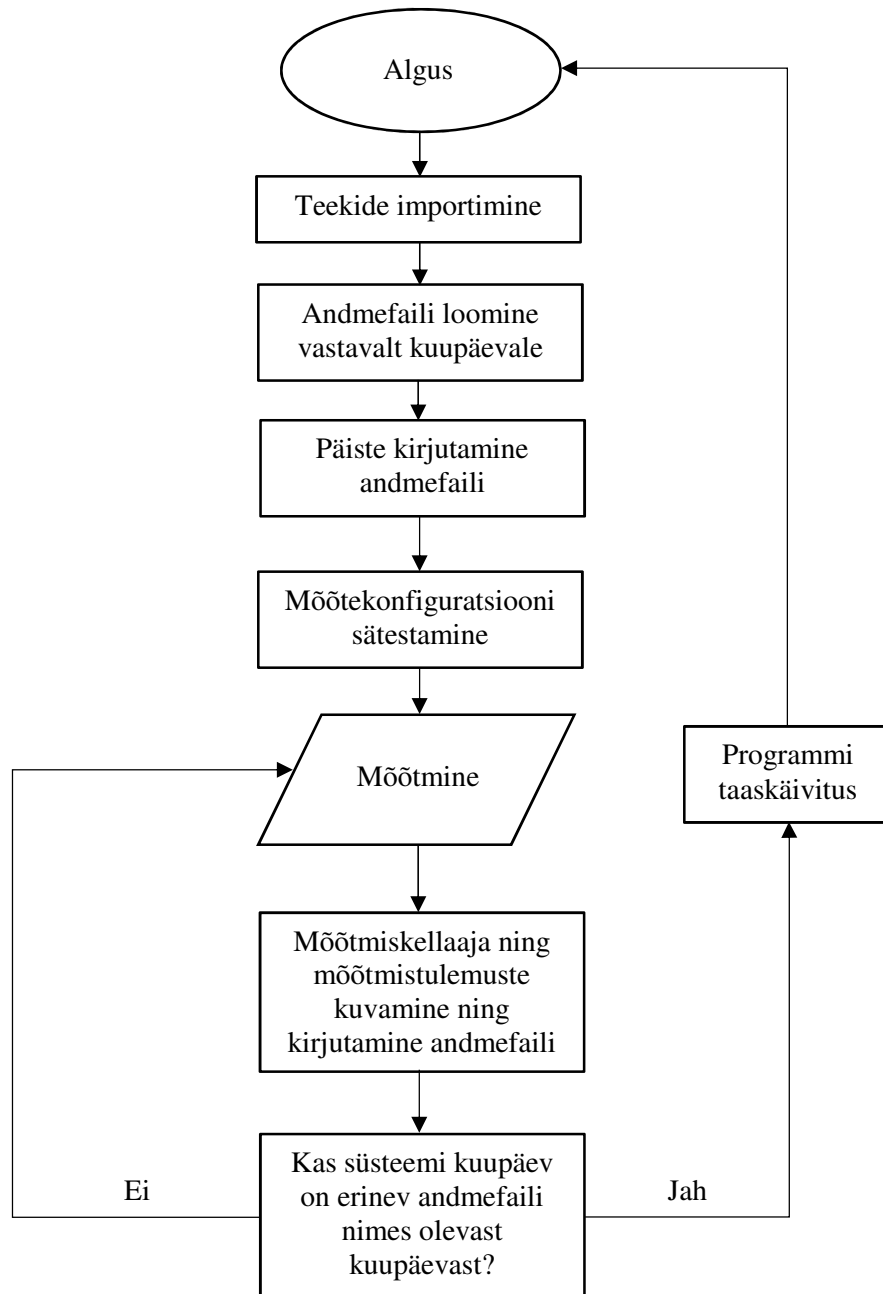 Algus
Teekide importimine
Andmefaili loomine
vastavalt kuupäevale
Päiste kirjutamine
andmefaili
Mõõtekonfiguratsiooni
sätestamine
Mõõtmine
Programmi
taaskäivitus
Mõõtmiskellaaja ning
mõõtmistulemuste
kuvamine ning
kirjutamine andmefaili
Ei
Kas süsteemi kuupäev
on erinev andmefaili
nimes olevast
kuupäevast?
Jah